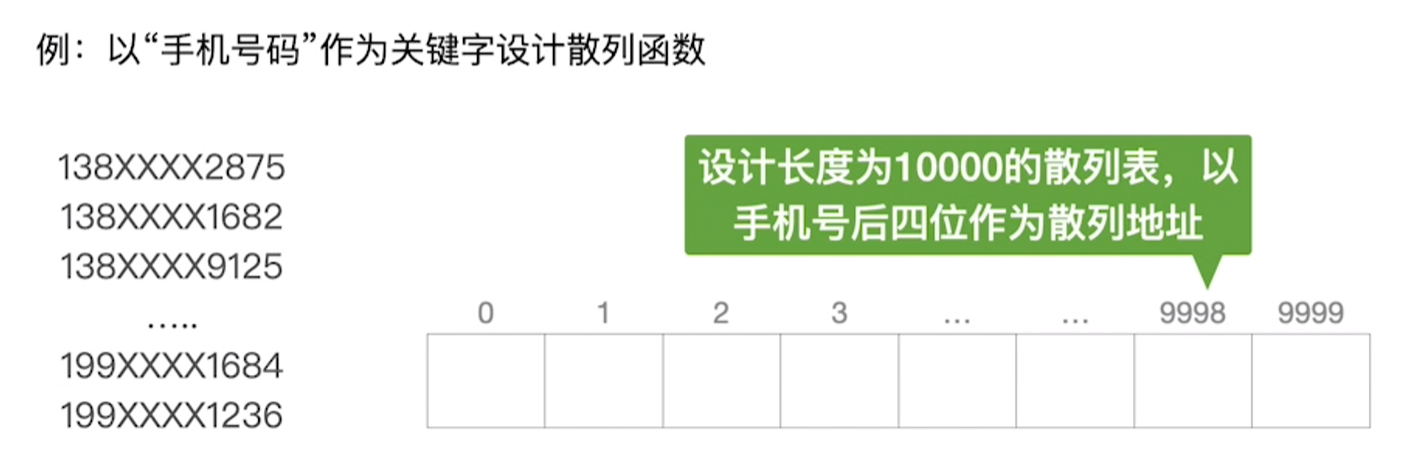 例：以“手机号码”作为关键字设计散列函数
138XXXX2875
138XXXX1682
138XXXX9125
…..
199XXXX1684
199XXXX1236
设计长度为10000的散列表，以
手机号后四位作为散列地址
0 1 2 3 … … 9998 9999